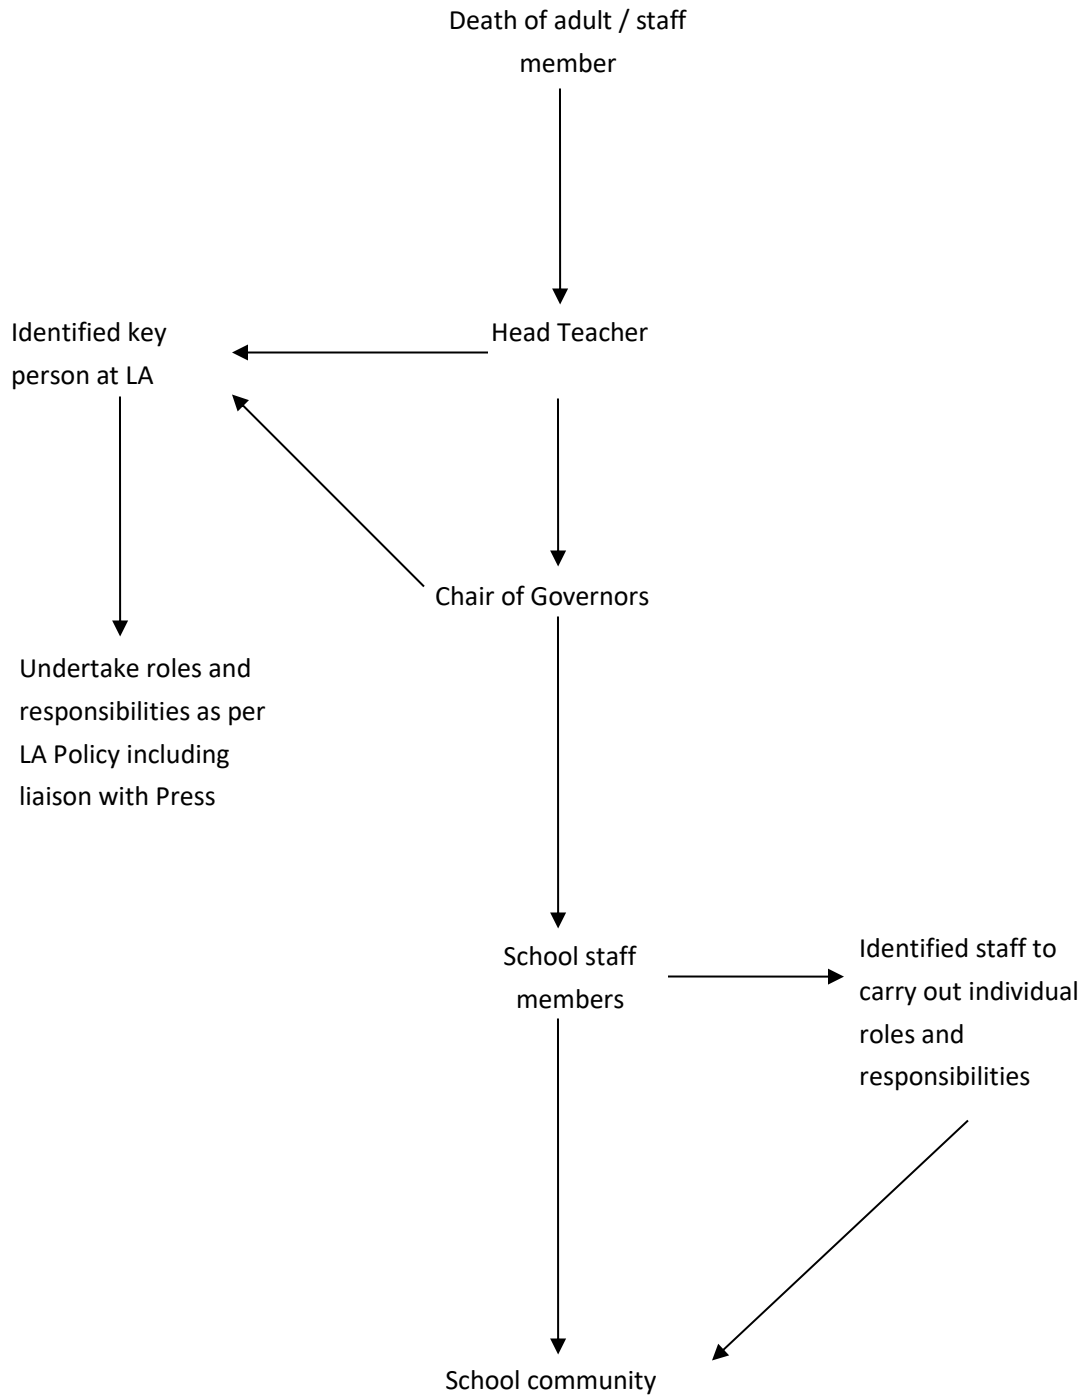 Death of adult / staff
member
Identified key
person at LA
Head Teacher
Chair of Governors
Undertake roles and
responsibilities as per
LA Policy including
liaison with Press
School staff
members
Identified staff to
carry out individual
roles and
responsibilities
School community